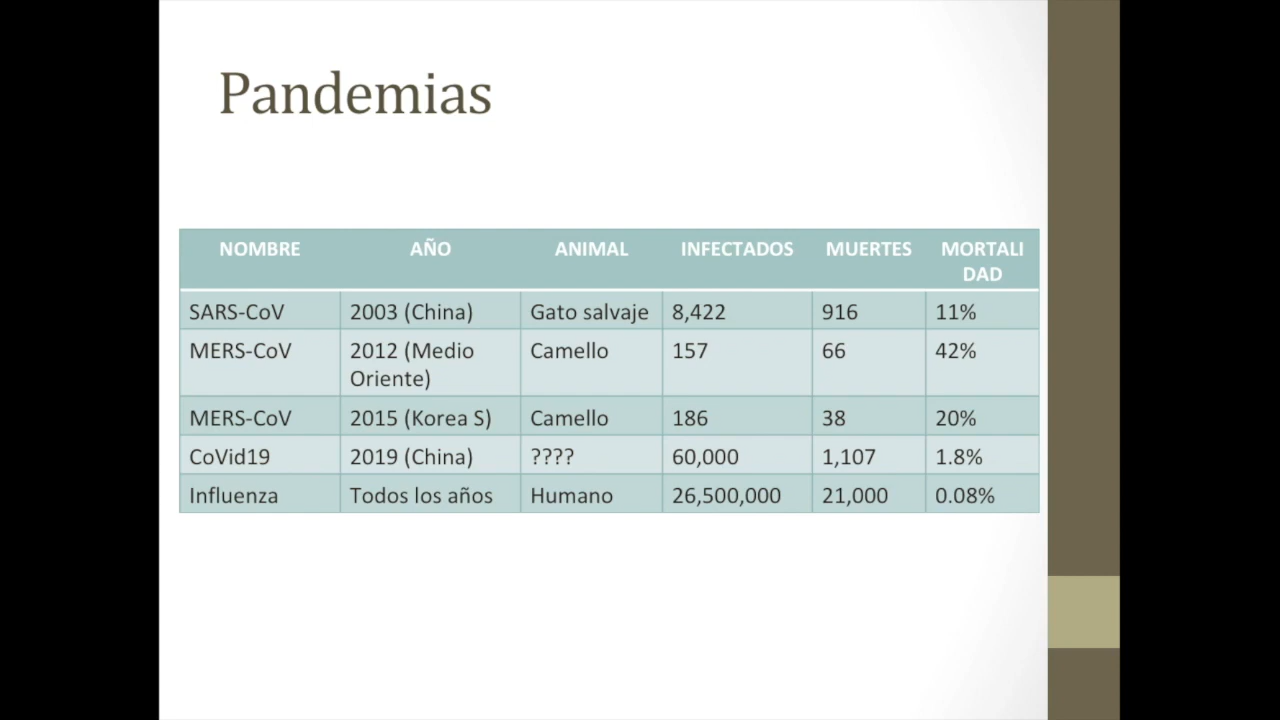 Pandemias
NOMBRE AÑO ANIMAL INFECTADOS MUERTES MORTALI
DAD
SARS-CoV 2003 (China) Gato salvaje 8,422 916 11%
MERS-CoV 2012 (Medio Camello 157 66 42%
Oriente)
MERS-CoV 2015 (Korea S) Camello 186 38 20%
CoVid19 2019 (China) ???? 60,000 1,107 1.8%
Influenza Todos los años Humano 26,500,000 21,000 0.08%